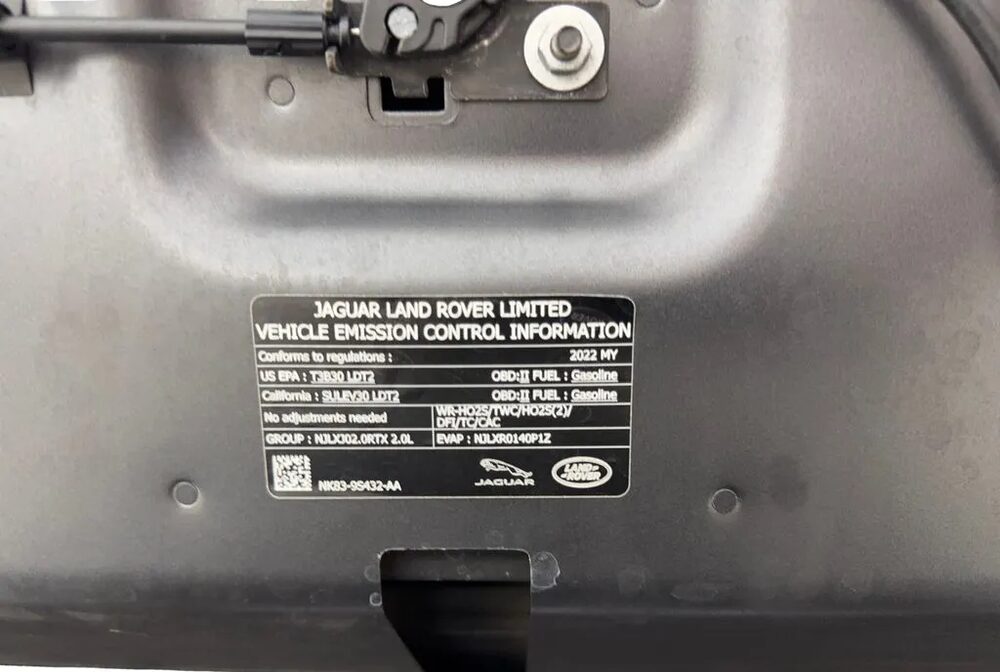 JAGUAR LAND ROVER LIMITED
VEHICLE EMISSION CONTROL INFORMATION
Conforms to regulations : 2022 MY
US EPA : T3B30 LDT2 OBD:II FUEL : Gasoline
California : SULEV30 LDT2 OBD:II FUEL : Gasoline
No adjustments needed
WR-HO2S/TWC/HO2S(2)/
DFI/TC/CAC
GROUP : NJLXJ02.0RTX 2.0L EVAP : NJLXR0140P1Z
NK83-9S432-AA
JAGUAR
LAND-
-ROVER